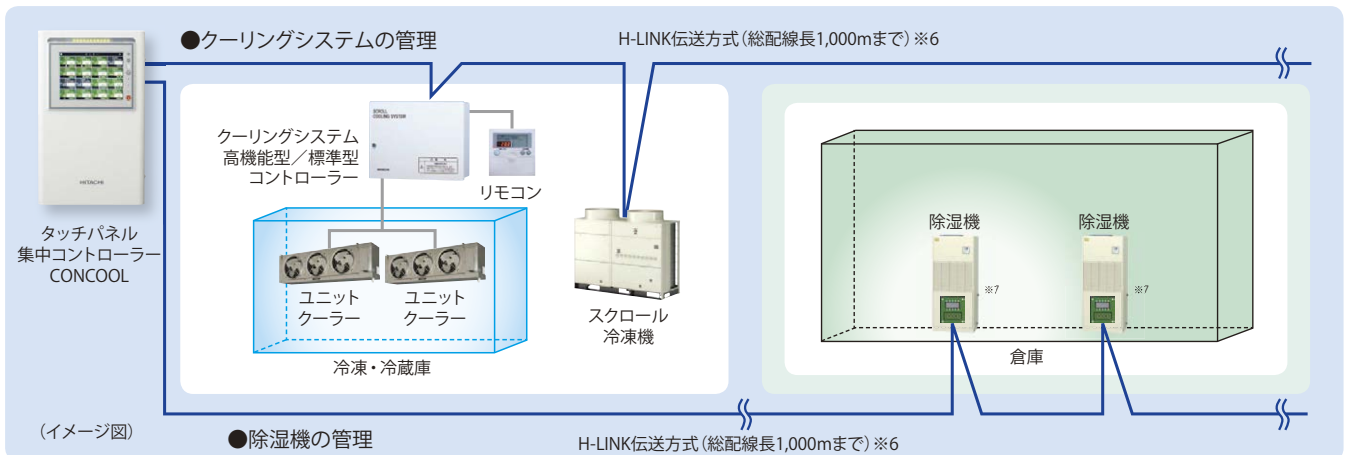 ●クーリングシステムの管理
H-LINK伝送方式(総配線長1,000mまで)※6
SCROLL
COOLING SYSTEM
クーリングシステム
高機能型／標準型
コントローラー
リモコン
HITACHI
タッチパネル
集中コントローラー
CONCOOL
ユニット
クーラー
ユニット
クーラー
冷凍・冷蔵庫
スクロール
冷凍機
除湿機
除湿機
※7
※7
倉庫
(イメージ図)
●除湿機の管理
H-LINK伝送方式(総配線長1,000mまで)※6